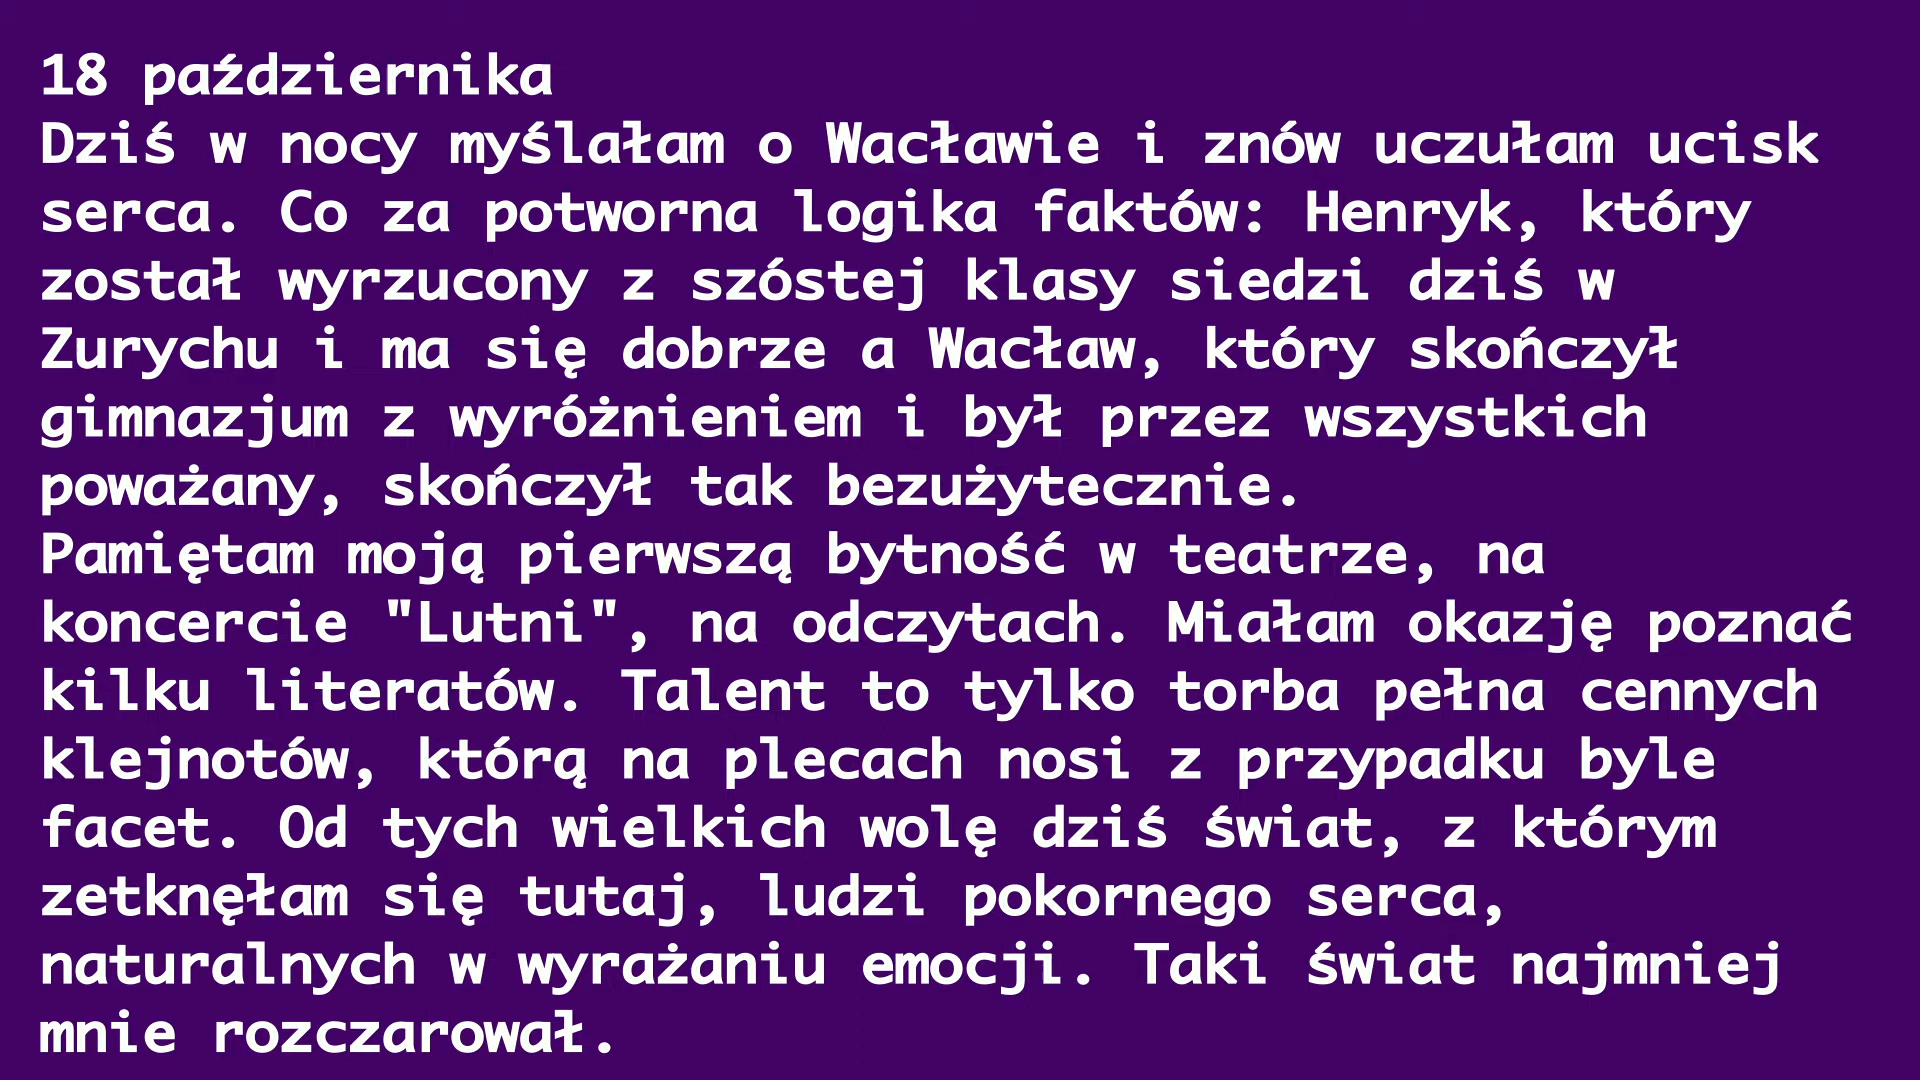 18 października
Dziś w nocy myślałam o Wacławie i znów uczułam ucisk
serca. Co za potworna logika faktów: Henryk, który
został wyrzucony z szóstej klasy siedzi dziś w
Zurychu i ma się dobrze a Wacław, który skończył
gimnazjum z wyróżnieniem i był przez wszystkich
poważany, skończył tak bezużytecznie.
Pamiętam moją pierwszą bytność w teatrze, na
koncercie "Lutni", na odczytach. Miałam okazję poznać
kilku literatów. Talent to tylko torba pełna cennych
klejnotów, którą na plecach nosi z przypadku byle
facet. Od tych wielkich wolę dziś świat, z którym
zetknęłam się tutaj, ludzi pokornego serca,
naturalnych w wyrażaniu emocji. Taki świat najmniej
mnie rozczarował.